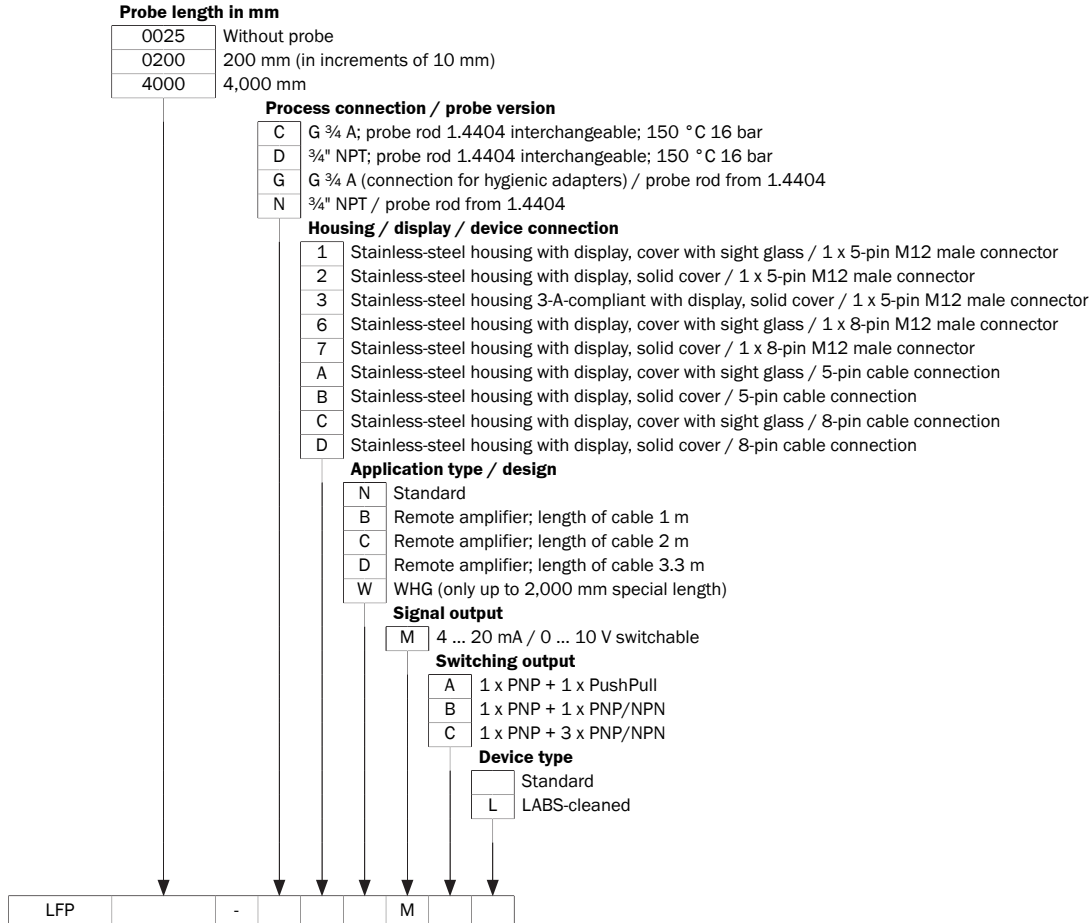 Probe length in mm
0025 Without probe
0200 200 mm (in increments of 10 mm)
4000 4,000 mm
Process connection / probe version
C G ¾ A; probe rod 1.4404 interchangeable; 150 °C 16 bar
D ¾" NPT; probe rod 1.4404 interchangeable; 150 °C 16 bar
G G ¾ A (connection for hygienic adapters) / probe rod from 1.4404
N ¾" NPT / probe rod from 1.4404
Housing / display / device connection
1 Stainless-steel housing with display, cover with sight glass / 1 x 5-pin M12 male connector
2 Stainless-steel housing with display, solid cover / 1 x 5-pin M12 male connector
3 Stainless-steel housing 3-A-compliant with display, solid cover / 1 x 5-pin M12 male connector
6 Stainless-steel housing with display, cover with sight glass / 1 x 8-pin M12 male connector
7 Stainless-steel housing with display, solid cover / 1 x 8-pin M12 male connector
A Stainless-steel housing with display, cover with sight glass / 5-pin cable connection
B Stainless-steel housing with display, solid cover / 5-pin cable connection
C Stainless-steel housing with display, cover with sight glass / 8-pin cable connection
D Stainless-steel housing with display, solid cover / 8-pin cable connection
Application type / design
N Standard
B Remote amplifier; length of cable 1 m
C Remote amplifier; length of cable 2 m
D Remote amplifier; length of cable 3.3 m
W WHG (only up to 2,000 mm special length)
Signal output
M 4 ... 20 mA / 0 ... 10 V switchable
Switching output
A 1 x PNP + 1 x PushPull
B 1 x PNP + 1 x PNP/NPN
C 1 x PNP + 3 x PNP/NPN
Device type
Standard
L LABS-cleaned
LFP - M